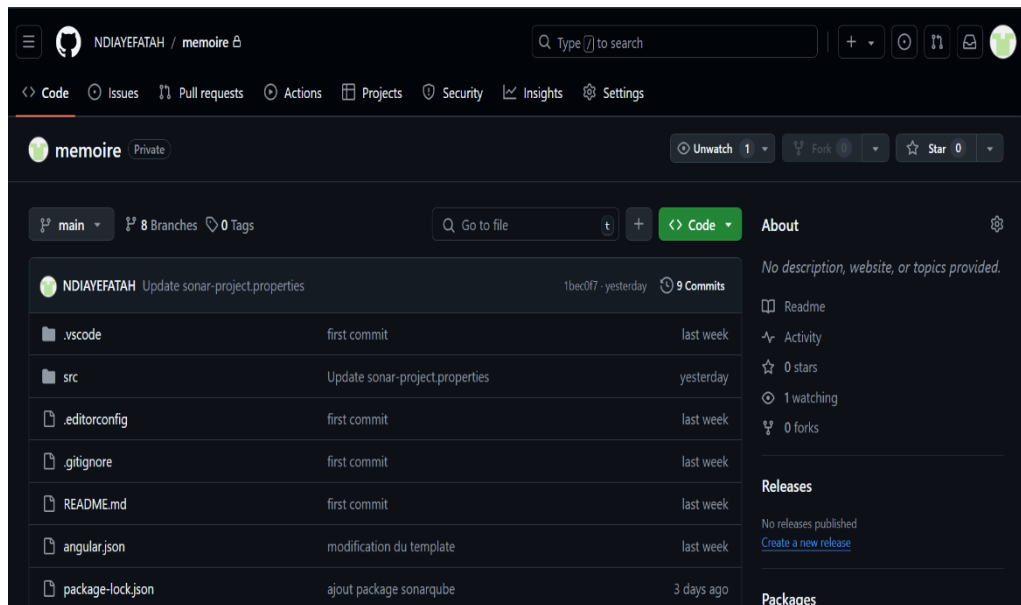 NDIAYEFATAH / memoire
Type / to search
Code Issues Pull requests Actions Projects Security Insights Settings
memoire Private
Unwatch 1 Fork 0 Star 0
main 8 Branches 0 Tags
Go to file t + Code
About
No description, website, or topics provided.
NDIAYEFATAH Update sonar-project.properties 1bec0f7 · yesterday 9 Commits
.vscode first commit last week
src Update sonar-project.properties yesterday
.editorconfig first commit last week
.gitignore first commit last week
README.md first commit last week
angular.json modification du template last week
package-lock.json ajout package sonarqube 3 days ago
Readme
Activity
0 stars
1 watching
0 forks
Releases
No releases published
Create a new release
Packages